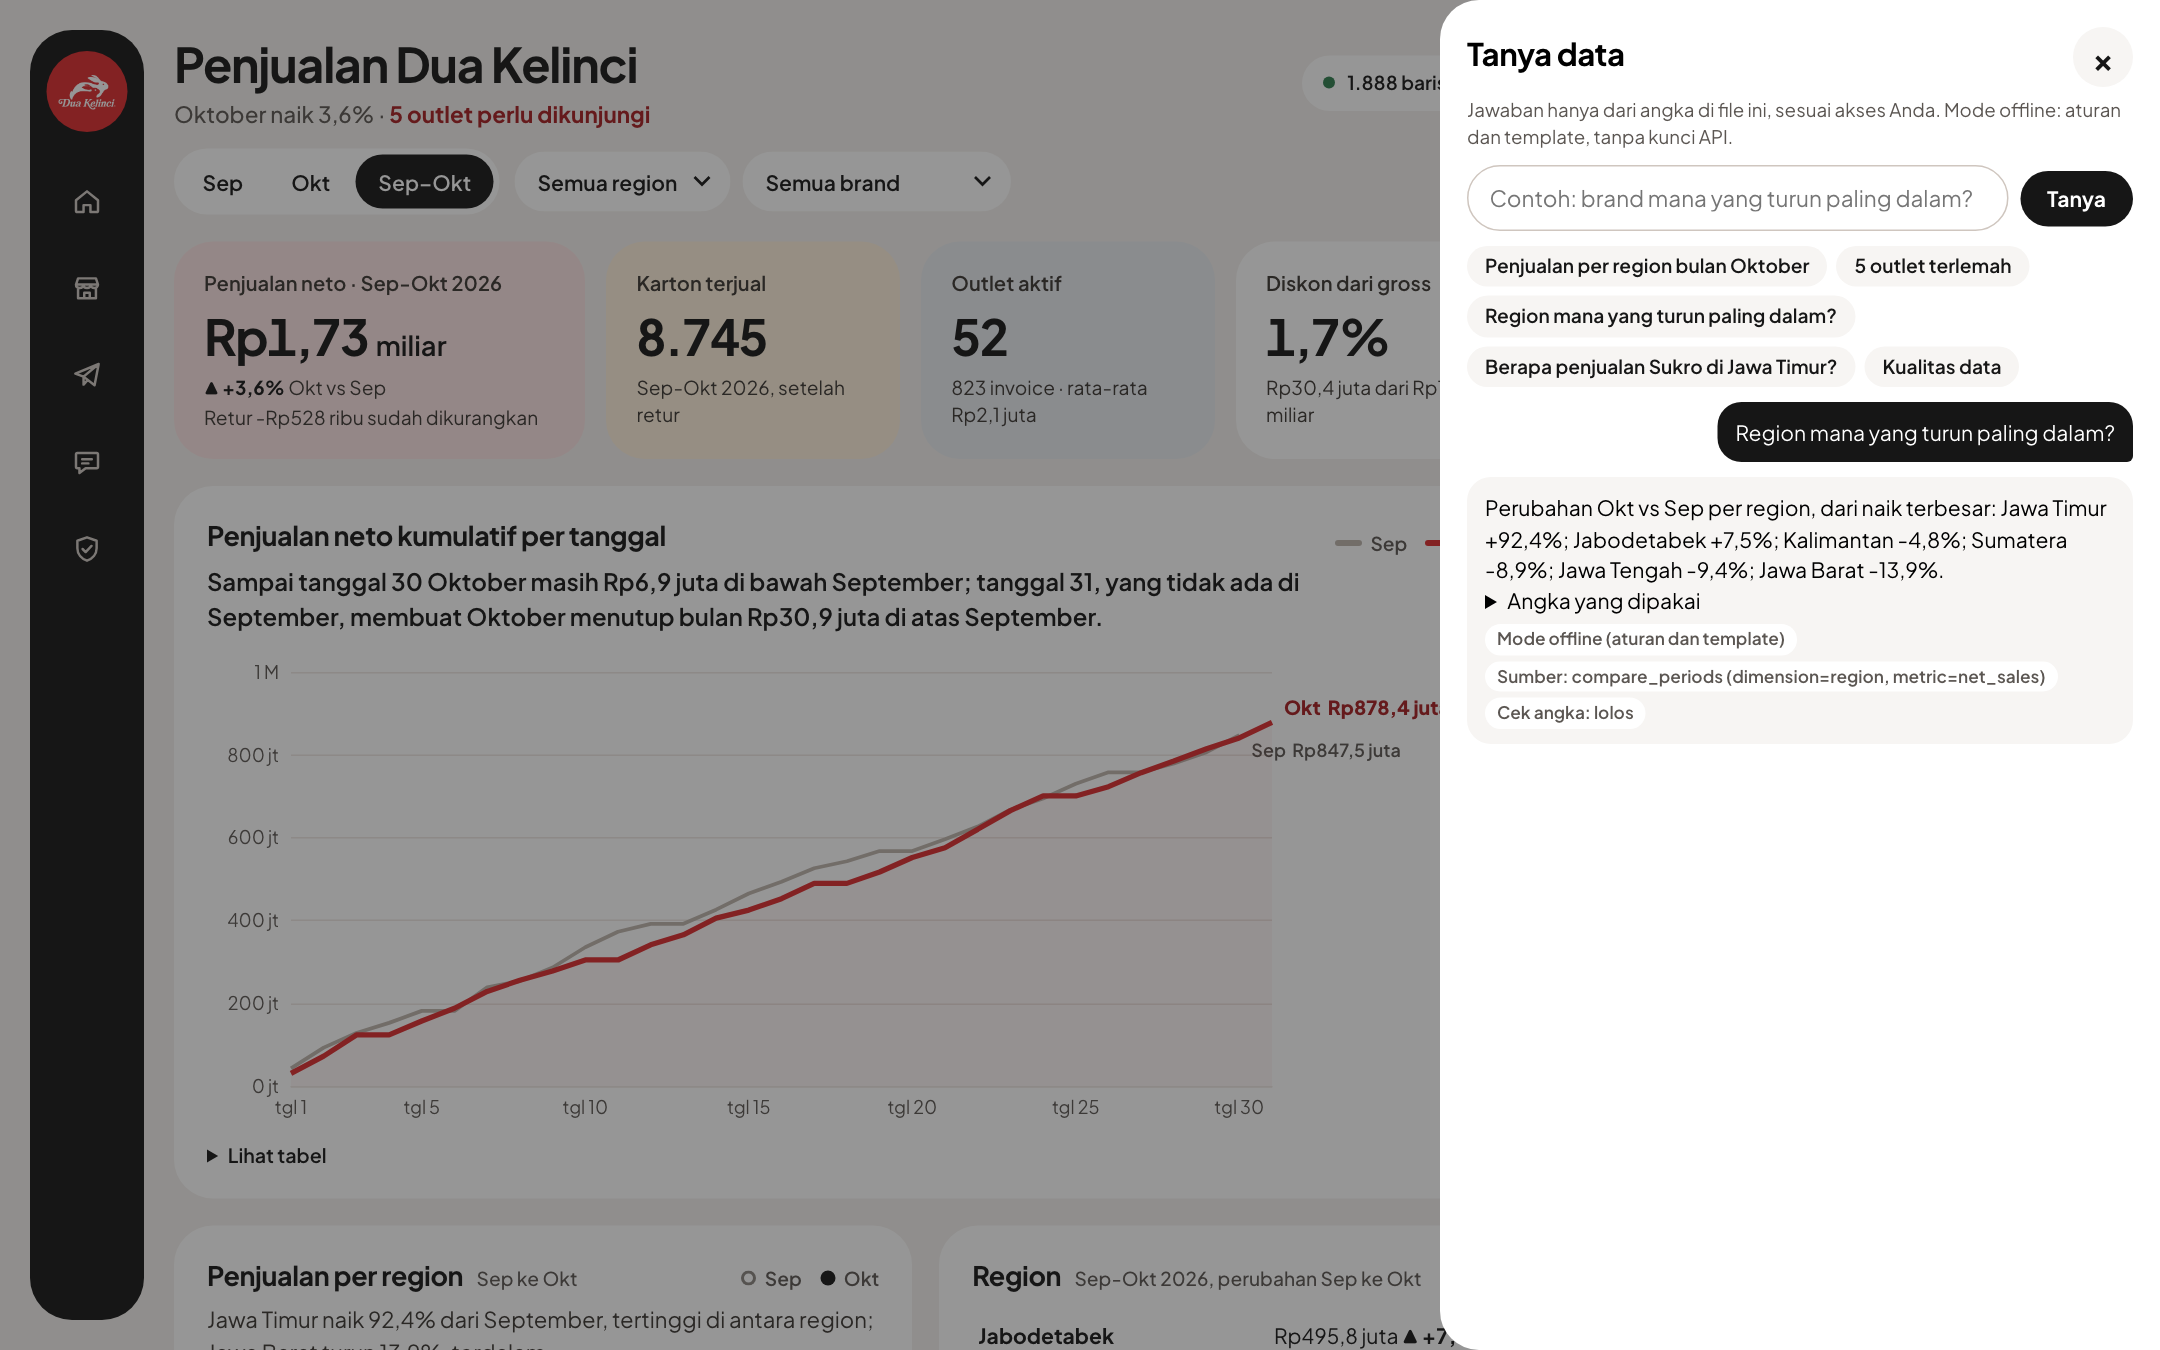 Dua Kelinci
Penjualan Dua Kelinci
Oktober naik 3,6% · 5 outlet perlu dikunjungi
1.888 baris
Sep
Okt
Sep–Okt
Semua region
Semua brand
Penjualan neto · Sep–Okt 2026
Rp1,73 miliar
▲ +3,6% Okt vs Sep
Retur -Rp528 ribu sudah dikurangkan
Karton terjual
8.745
Sep-Okt 2026, setelah
retur
Outlet aktif
52
823 invoice · rata-rata
Rp2,1 juta
Diskon dari gross
1,7%
Rp30,4 juta dari
miliar
Penjualan neto kumulatif per tanggal
Sep
Sampai tanggal 30 Oktober masih Rp6,9 juta di bawah September; tanggal 31, yang tidak ada di
September, membuat Oktober menutup bulan Rp30,9 juta di atas September.
1 M
800 jt
600 jt
400 jt
200 jt
0 jt
Okt Rp878,4
Sep Rp847,5 juta
tgl 1
tgl 5
tgl 10
tgl 15
tgl 20
tgl 25
tgl 30
▶ Lihat tabel
Penjualan per region Sep ke Okt
Sep
Okt
Jawa Timur naik 92,4% dari September, tertinggi di antara region;
Region Sep-Okt 2026, perubahan Sep ke Okt
Jabodetabek
Rp495,8 juta ▲ +7,
Tanya data
×
Jawaban hanya dari angka di file ini, sesuai akses Anda. Mode offline: aturan
dan template, tanpa kunci API.
Contoh: brand mana yang turun paling dalam?
Tanya
Penjualan per region bulan Oktober
5 outlet terlemah
Region mana yang turun paling dalam?
Berapa penjualan Sukro di Jawa Timur?
Kualitas data
Region mana yang turun paling dalam?
Perubahan Okt vs Sep per region, dari naik terbesar: Jawa Timur
+92,4%; Jabodetabek +7,5%; Kalimantan -4,8%; Sumatera
-8,9%; Jawa Tengah -9,4%; Jawa Barat -13,9%.
▶ Angka yang dipakai
Mode offline (aturan dan template)
Sumber: compare_periods (dimension=region, metric=net_sales)
Cek angka: lolos